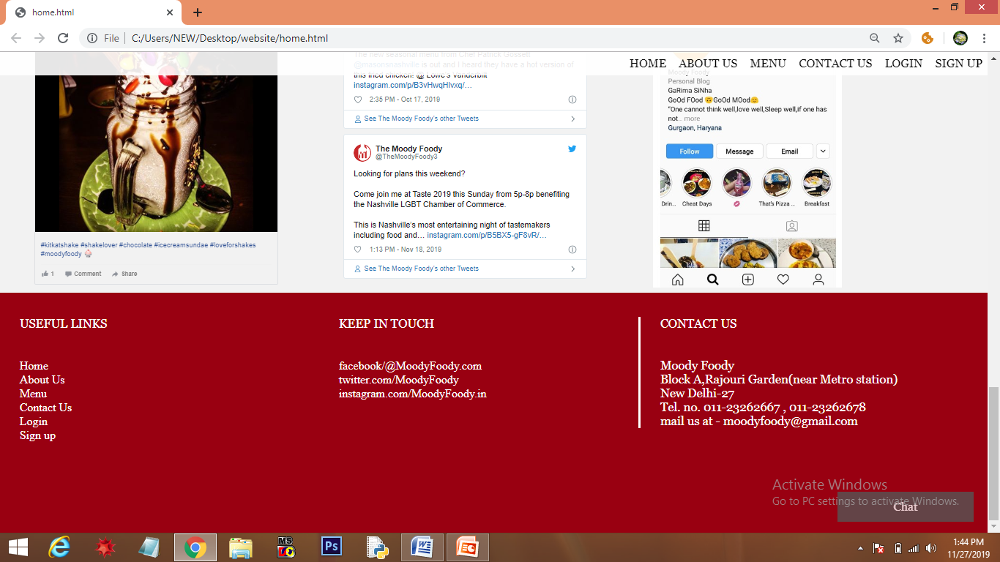 home.html
File
C:/Users/NEW/Desktop/website/home.html
HOME ABOUT US MENU CONTACT US LOGIN SIGN UP
#kitkatshake #shakelover #chocolate #icecreamsundae #loveforshakes
#moodyfoody
1 Comment Share
The new seasonal menu from Chef Patrick Gossett
@masonsnashville is out and I heard they have a hot version of
this fried chicken! @ Lowe's Vanderbilt
instagram.com/p/B3vHwqHlvxq/…
2:35 PM - Oct 17, 2019
See The Moody Foody's other Tweets
The Moody Foody
@TheMoodyFoody3
Looking for plans this weekend?
Come join me at Taste 2019 this Sunday from 5p-8p benefiting
the Nashville LGBT Chamber of Commerce.
This is Nashville's most entertaining night of tastemakers
including food and… instagram.com/p/B5BX5-gF8vR/…
1:13 PM - Nov 18, 2019
See The Moody Foody's other Tweets
Moody Foody
Personal Blog
GaRima SiNha
GoOd FOod 🙃GoOd MOod😉
"One cannot think well,love well,Sleep well,if one has
not... more
Gurgaon, Haryana
Follow Message Email
Drin... Cheat Days 💋 That's Pizza ... Breakfast
USEFUL LINKS
Home
About Us
Menu
Contact Us
Login
Sign up
KEEP IN TOUCH
facebook/@MoodyFoody.com
twitter.com/MoodyFoody
instagram.com/MoodyFoody.in
CONTACT US
Moody Foody
Block A,Rajouri Garden(near Metro station)
New Delhi-27
Tel. no. 011-23262667 , 011-23262678
mail us at - moodyfoody@gmail.com
Activate Windows
Go to PC settings to activate Windows.
Chat
MS
Ps
1:44 PM
11/27/2019